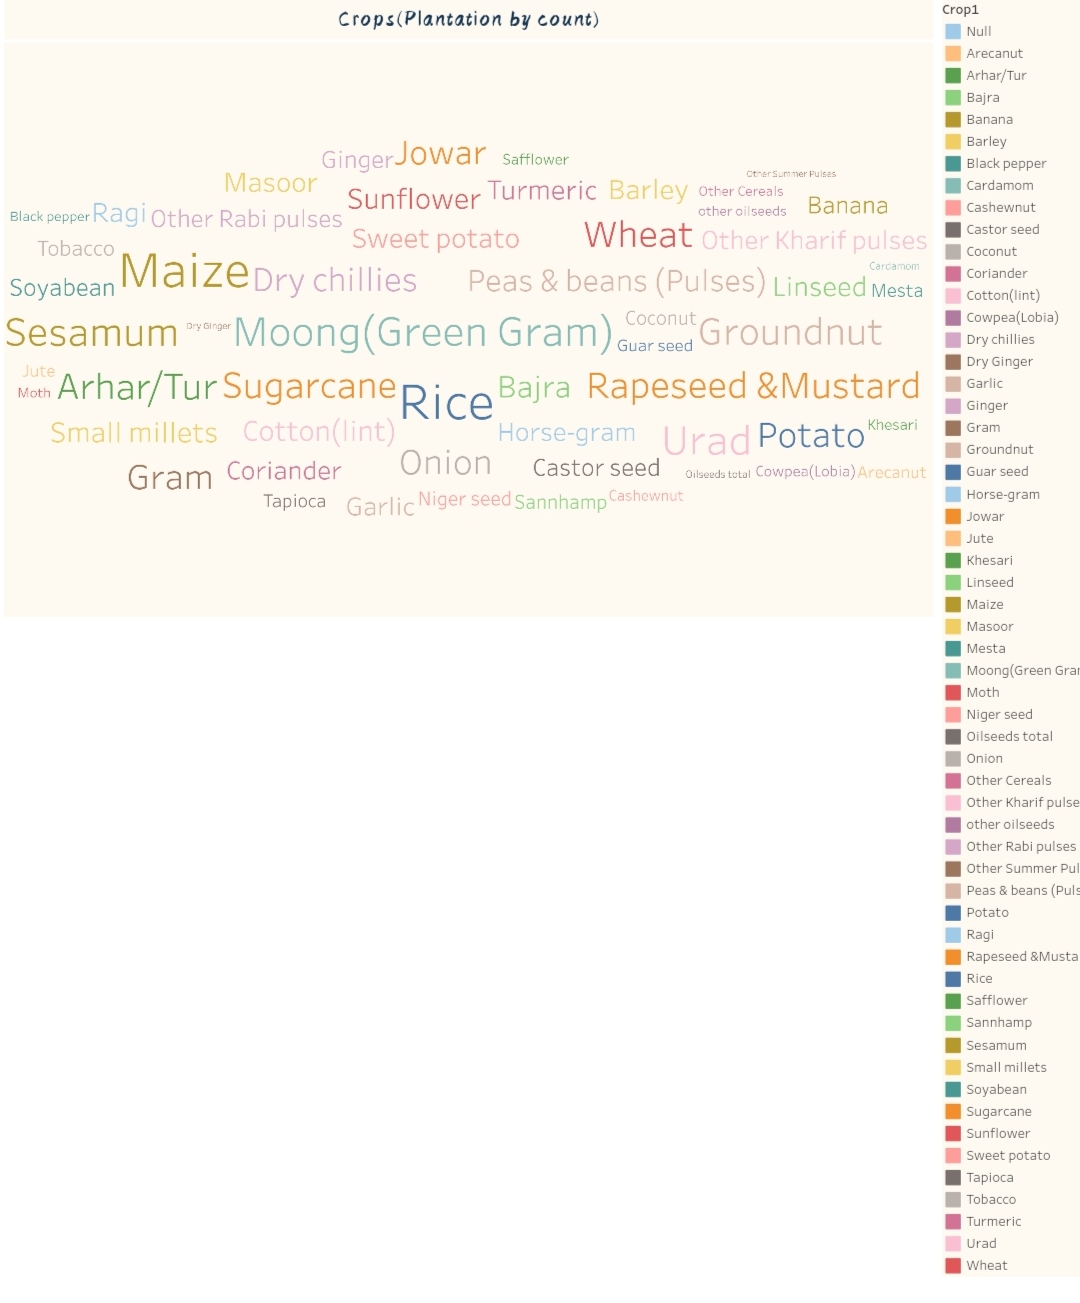 Crops(Plantation by count)
Ginger Jowar Safflower
Masoor Sunflower Turmeric Barley Other Cereals Other Summer Pulses
Black pepper Ragi Other Rabi pulses other oilseeds Banana
Tobacco Sweet potato Wheat Other Kharif pulses
Soyabean Maize Dry chillies Peas & beans (Pulses) Linseed Cardamom Mesta
Sesamum Dry Ginger Moong(Green Gram) Coconut Guar seed Groundnut
Jute
Moth Arhar/Tur Sugarcane Rice Bajra Rapeseed &Mustard
Small millets Cotton(lint) Horse-gram Urad Potato Khesari
Gram Coriander Onion Castor seed Oilseeds total Cowpea(Lobia) Arecanut
Tapioca Garlic Niger seed Sannhamp Cashewnut
Crop1
Null
Arecanut
Arhar/Tur
Bajra
Banana
Barley
Black pepper
Cardamom
Cashewnut
Castor seed
Coconut
Coriander
Cotton(lint)
Cowpea(Lobia)
Dry chillies
Dry Ginger
Garlic
Ginger
Gram
Groundnut
Guar seed
Horse-gram
Jowar
Jute
Khesari
Linseed
Maize
Masoor
Mesta
Moong(Green Gram
Moth
Niger seed
Oilseeds total
Onion
Other Cereals
Other Kharif pulse
other oilseeds
Other Rabi pulses
Other Summer Pul
Peas & beans (Puls
Potato
Ragi
Rapeseed &Musta
Rice
Safflower
Sannhamp
Sesamum
Small millets
Soyabean
Sugarcane
Sunflower
Sweet potato
Tapioca
Tobacco
Turmeric
Urad
Wheat